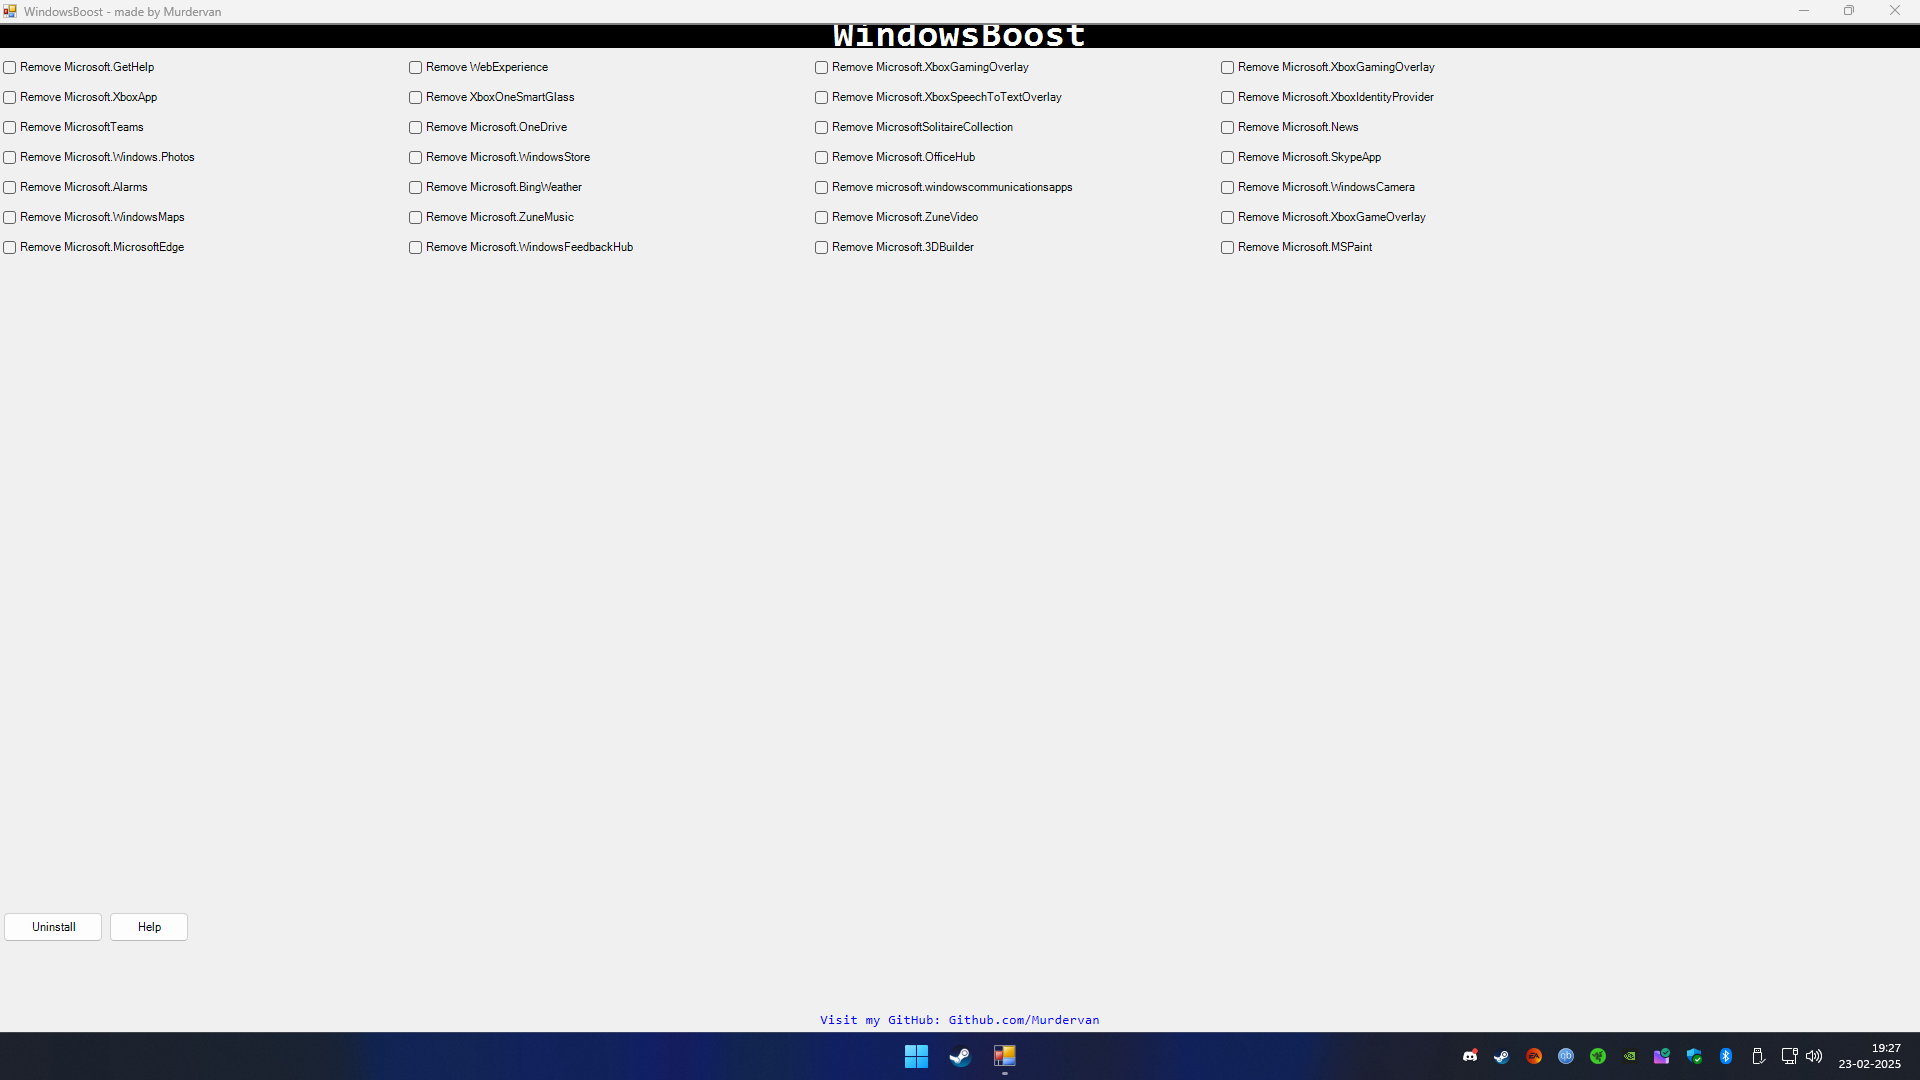 WindowsBoost - made by Murdervan
WindowsBoost
Remove Microsoft.GetHelp
Remove WebExperience
Remove Microsoft.XboxGamingOverlay
Remove Microsoft.XboxGamingOverlay
Remove Microsoft.XboxApp
Remove XboxOneSmartGlass
Remove Microsoft.XboxSpeechToTextOverlay
Remove Microsoft.XboxIdentityProvider
Remove MicrosoftTeams
Remove Microsoft.OneDrive
Remove MicrosoftSolitaireCollection
Remove Microsoft.News
Remove Microsoft.Windows.Photos
Remove Microsoft.WindowsStore
Remove Microsoft.OfficeHub
Remove Microsoft.SkypeApp
Remove Microsoft.Alarms
Remove Microsoft.BingWeather
Remove microsoft.windowscommunicationsapps
Remove Microsoft.WindowsCamera
Remove Microsoft.WindowsMaps
Remove Microsoft.ZuneMusic
Remove Microsoft.ZuneVideo
Remove Microsoft.XboxGameOverlay
Remove Microsoft.MicrosoftEdge
Remove Microsoft.WindowsFeedbackHub
Remove Microsoft.3DBuilder
Remove Microsoft.MSPaint
Uninstall
Help
Visit my GitHub: Github.com/Murdervan
EA
qb
19:27
23-02-2025